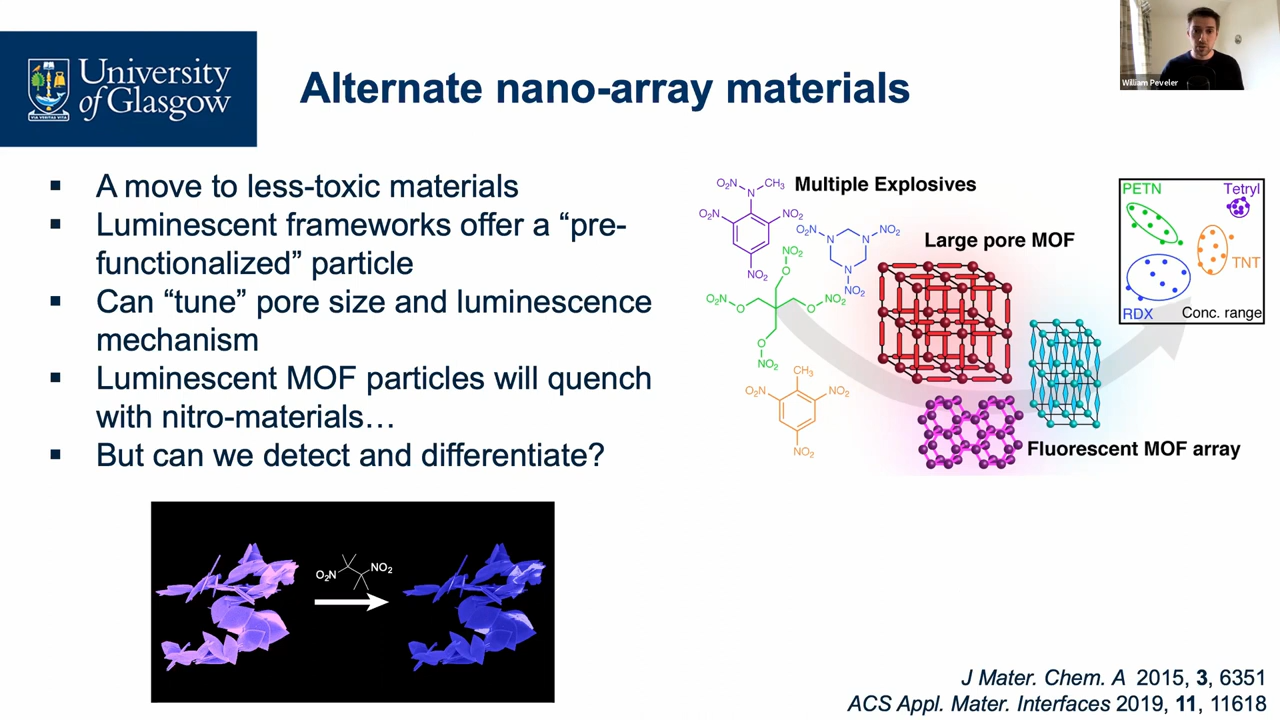 University
of Glasgow
VIA VERITAS VITA
Alternate nano-array materials
William Peveler
▪ A move to less-toxic materials
▪ Luminescent frameworks offer a “pre-
functionalized” particle
▪ Can “tune” pore size and luminescence
mechanism
▪ Luminescent MOF particles will quench
with nitro-materials…
▪ But can we detect and differentiate?
O₂N
NO₂
Multiple Explosives
O₂N
N
CH₃
O₂N
NO₂
NO₂
O₂N
NO₂
N
N
N
NO₂
NO₂
O
O₂N
O
O
NO₂
O
NO₂
CH₃
O₂N
NO₂
NO₂
Large pore MOF
Fluorescent MOF array
PETN
Tetryl
TNT
RDX
Conc. range
J Mater. Chem. A 2015, 3, 6351
ACS Appl. Mater. Interfaces 2019, 11, 11618